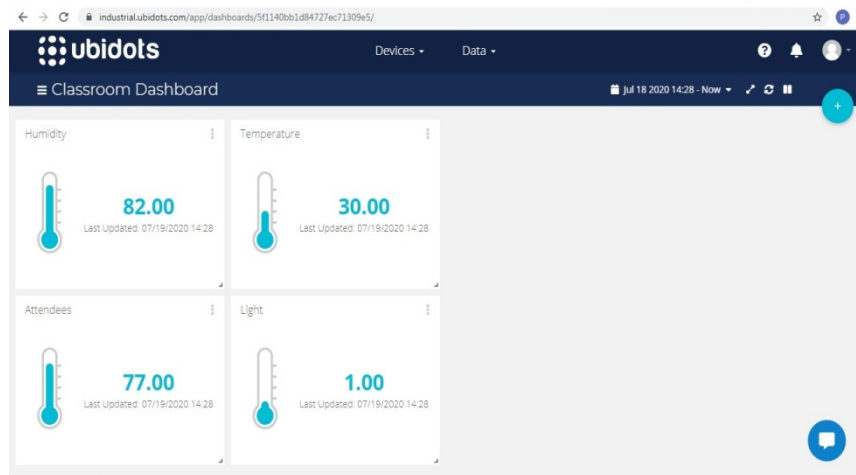 industrial.ubidots.com/app/dashboards/5f1140bb1d84727ec71309e5/
P
ubidots
Devices
Data
?
Classroom Dashboard
Jul 18 2020 14:28 - Now
+
Humidity
82.00
Last Updated: 07/19/2020 14:28
Temperature
30.00
Last Updated: 07/19/2020 14:28
Attendees
77.00
Last Updated: 07/19/2020 14:28
Light
1.00
Last Updated: 07/19/2020 14:28